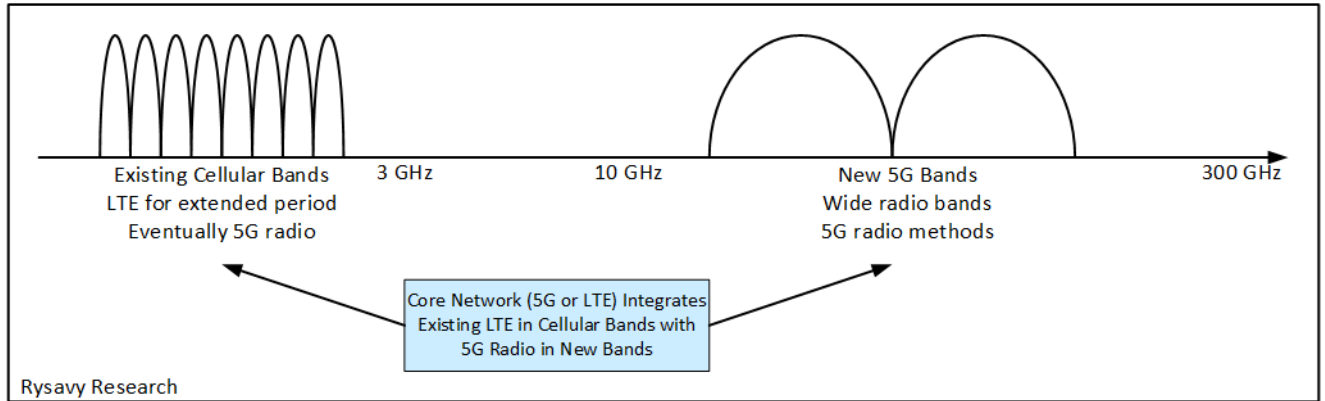 Existing Cellular Bands
LTE for extended period
Eventually 5G radio
3 GHz
10 GHz
New 5G Bands
Wide radio bands
5G radio methods
300 GHz
Core Network (5G or LTE) Integrates
Existing LTE in Cellular Bands with
5G Radio in New Bands
Rysavy Research